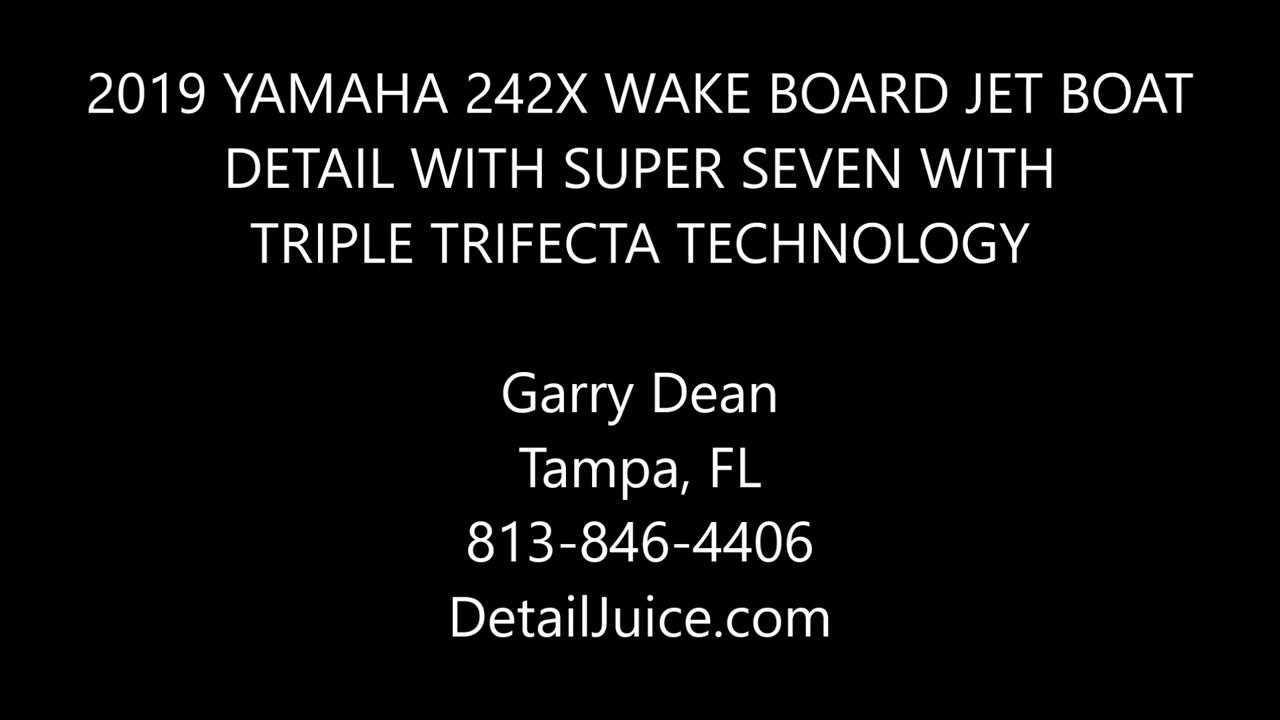 2019 YAMAHA 242X WAKE BOARD JET BOAT
DETAIL WITH SUPER SEVEN WITH
TRIPLE TRIFECTA TECHNOLOGY
Garry Dean
Tampa, FL
813-846-4406
DetailJuice.com